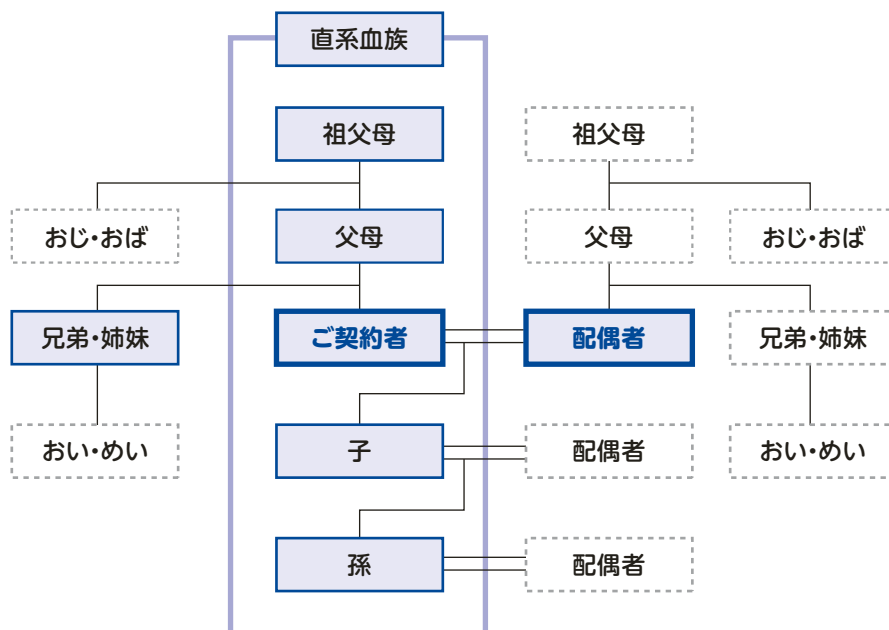 直系血族
祖父母
祖父母
おじ・おば
父母
父母
おじ・おば
兄弟・姉妹
ご契約者
配偶者
兄弟・姉妹
おい・めい
子
配偶者
おい・めい
孫
配偶者